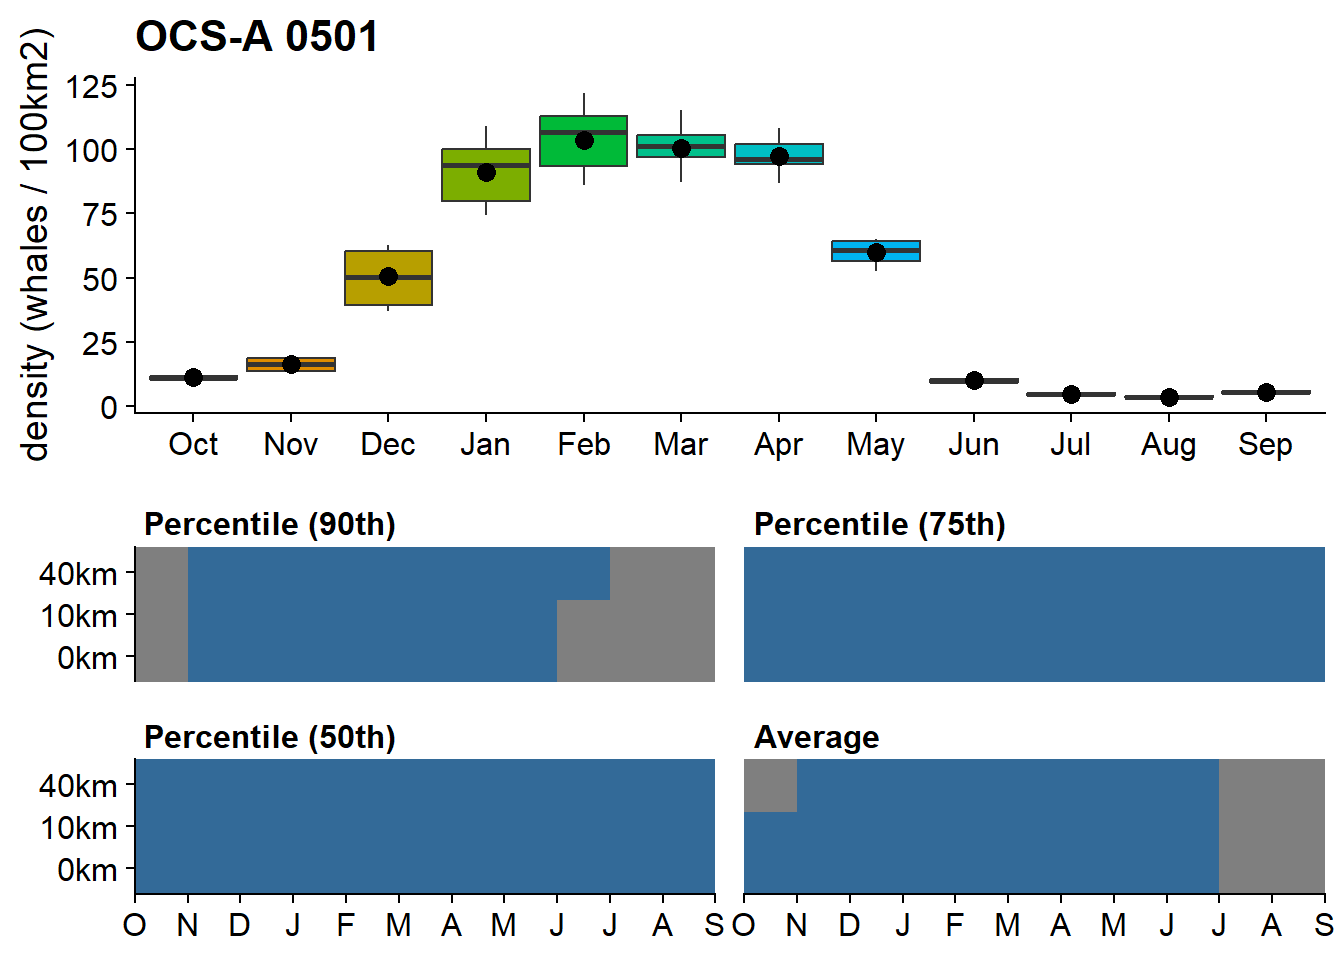 OCS-A 0501
density (whales / 100km2)
125
100
75
50
25
0
Oct Nov Dec Jan Feb Mar Apr May Jun Jul Aug Sep
Percentile (90th) Percentile (75th)
40km
10km
0km
Percentile (50th) Average
40km
10km
0km
O N D J F M A M J J A S O N D J F M A M J J A S